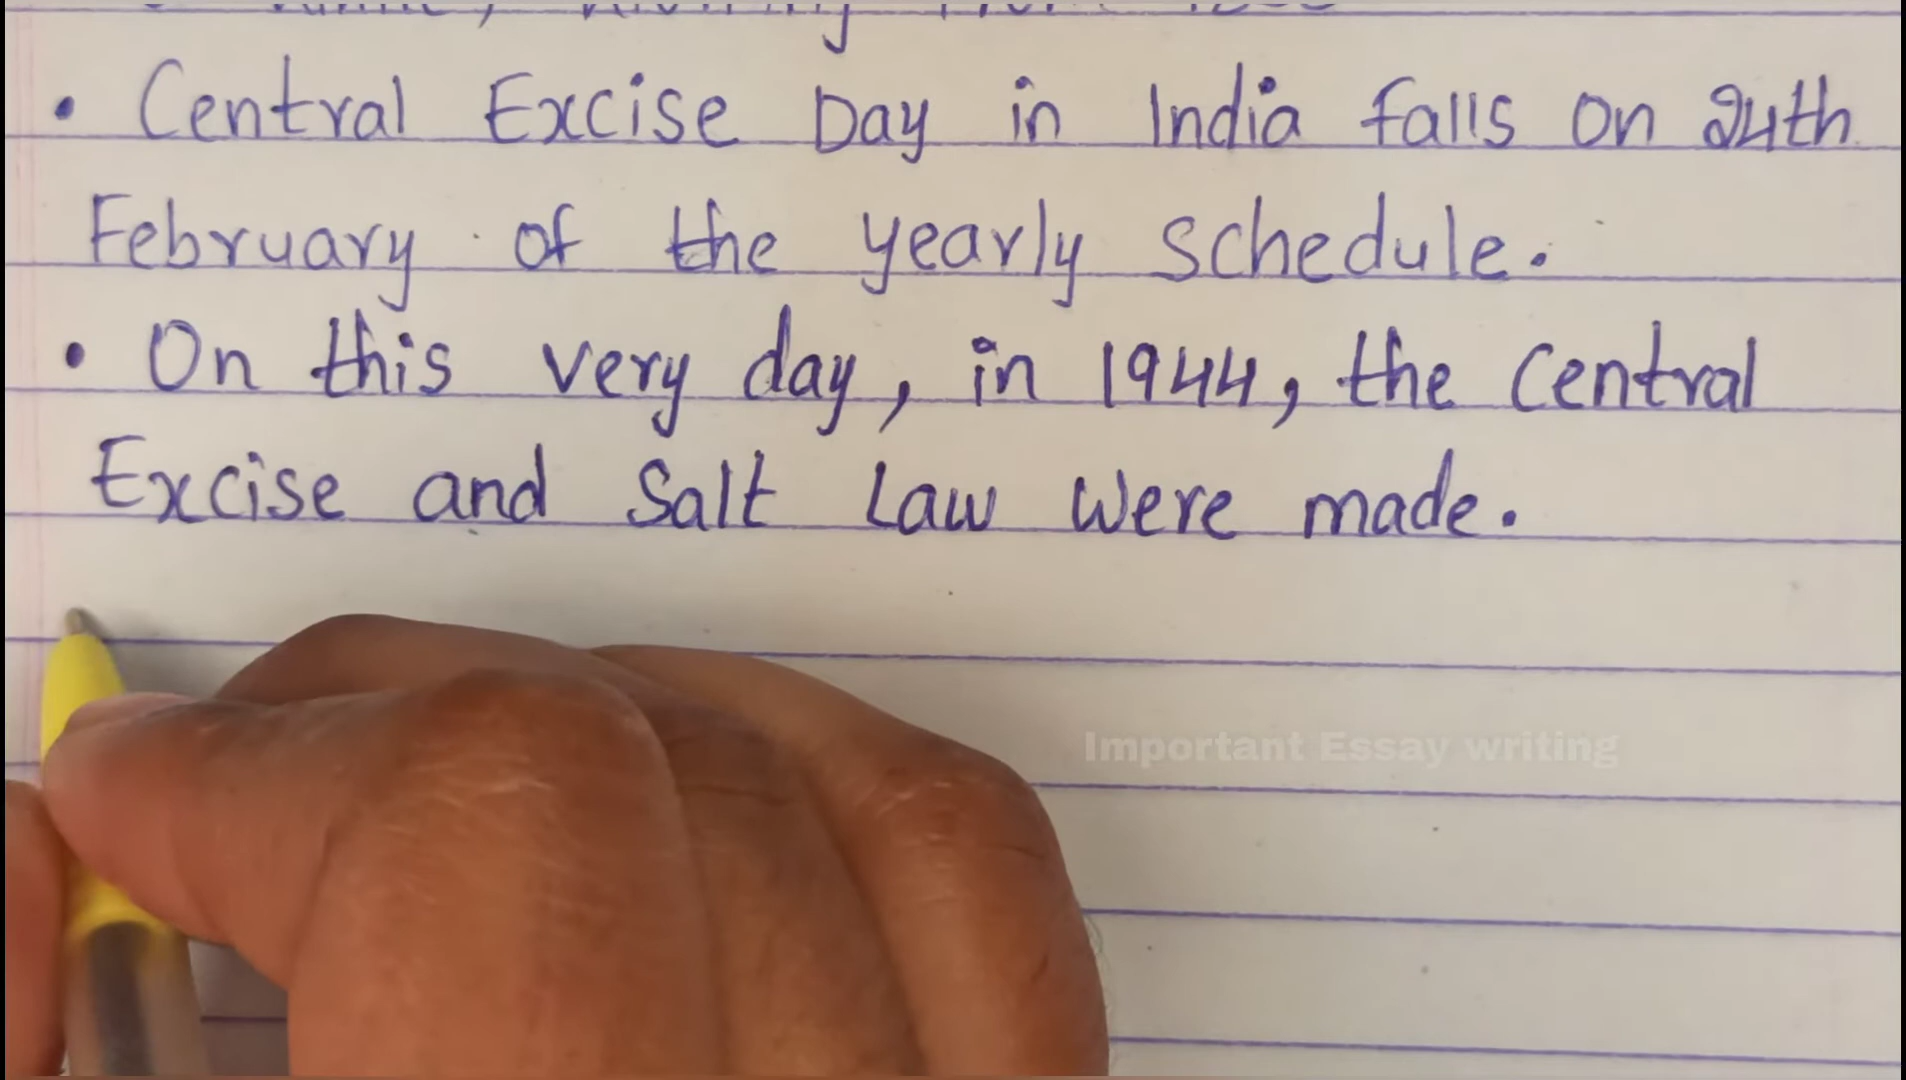 • Central Excise Day in India falls on 24th
February of the yearly schedule.
• On this very day, in 1944, the Central
Excise and Salt Law were made.
Important Essay writing